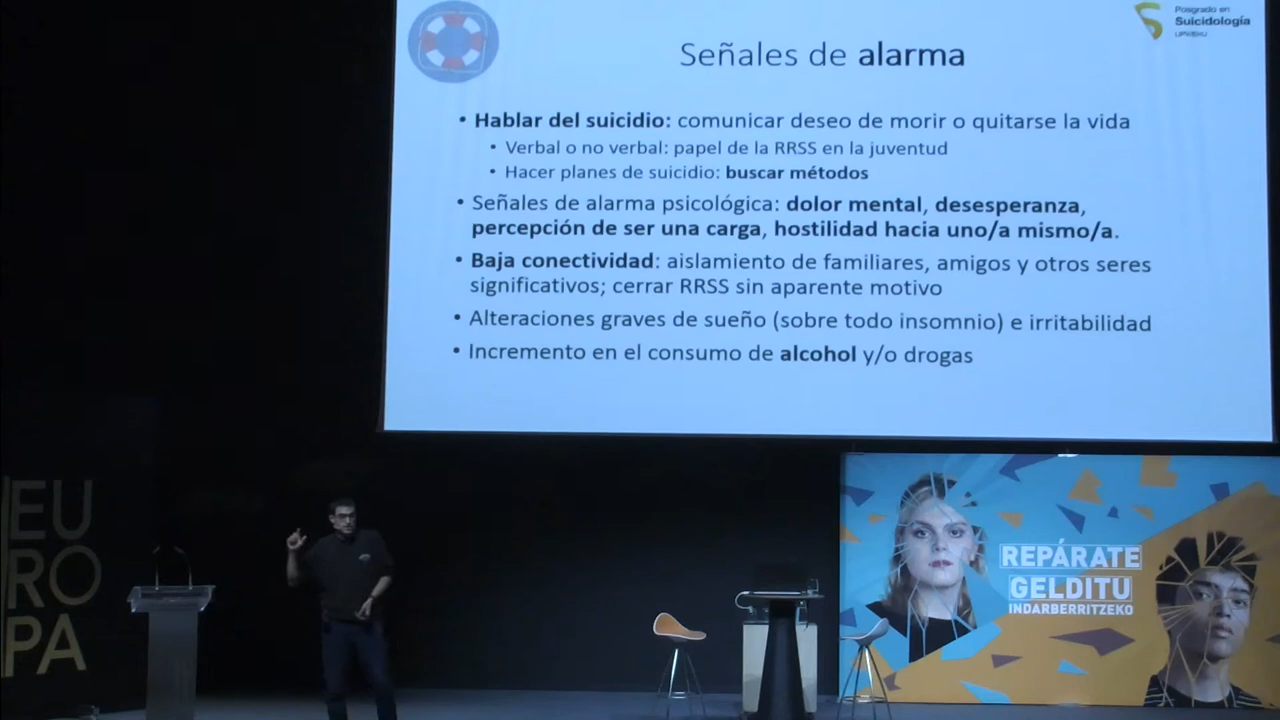 Posgrado en
Suicidología
UPV/EHU
Señales de alarma
• Hablar del suicidio: comunicar deseo de morir o quitarse la vida
• Verbal o no verbal: papel de la RRSS en la juventud
• Hacer planes de suicidio: buscar métodos
• Señales de alarma psicológica: dolor mental, desesperanza,
percepción de ser una carga, hostilidad hacia uno/a mismo/a.
• Baja conectividad: aislamiento de familiares, amigos y otros seres
significativos; cerrar RRSS sin aparente motivo
• Alteraciones graves de sueño (sobre todo insomnio) e irritabilidad
• Incremento en el consumo de alcohol y/o drogas
EU
RO
PA
REPÁRATE
GELDITU
INDARBERRITZEKO